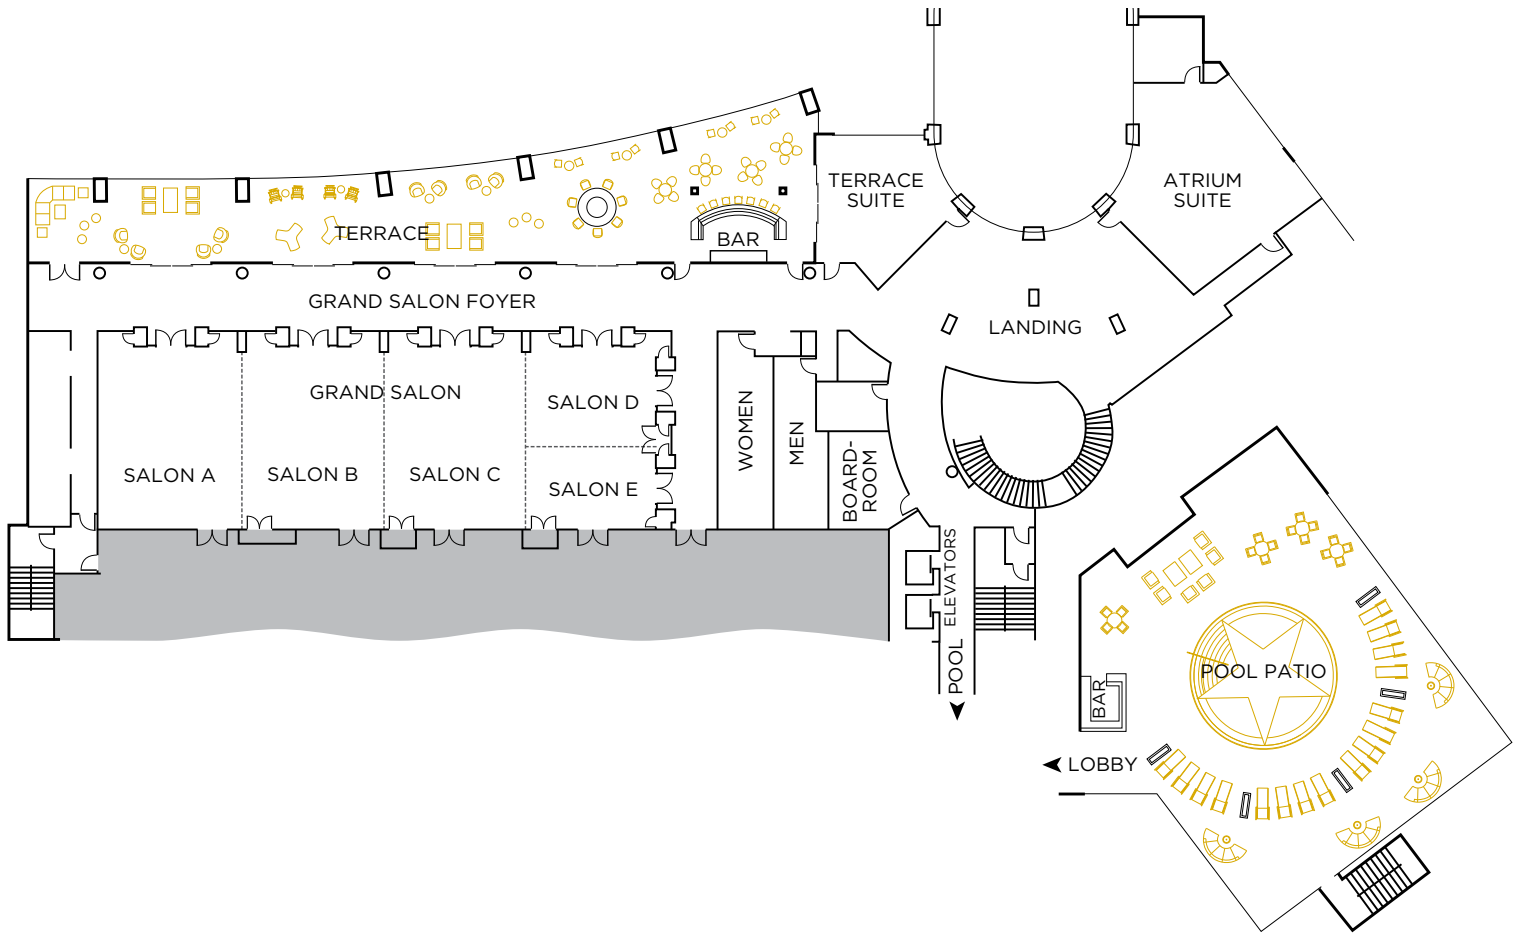 TERRACE
SUITE
ATRIUM
SUITE
TERRACE
BAR
GRAND SALON FOYER
LANDING
GRAND SALON
SALON D
SALON A
SALON B
SALON C
SALON E
WOMEN
MEN
BOARD-
ROOM
ELEVATORS
POOL
POOL PATIO
BAR
LOBBY